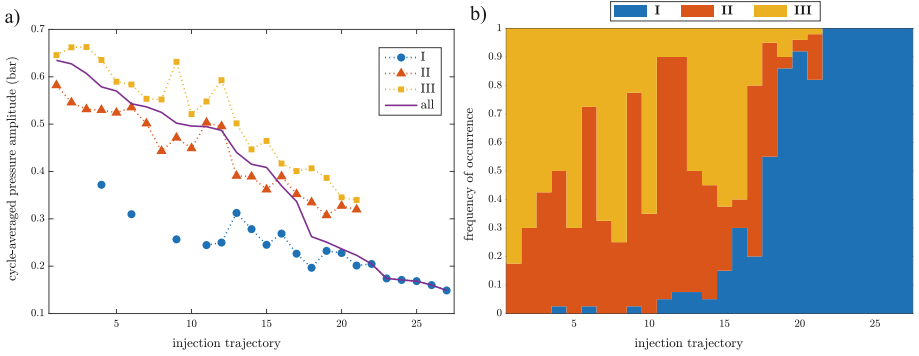 a)
0.7
0.6
0.5
0.4
0.3
0.2
0.1
5
10
15
20
25
injection trajectory
cycle-averaged pressure amplitude (bar)
I
II
III
all
b)
I II III
1
0.9
0.8
0.7
0.6
0.5
0.4
0.3
0.2
0.1
0
5
10
15
20
25
injection trajectory
frequency of occurrence